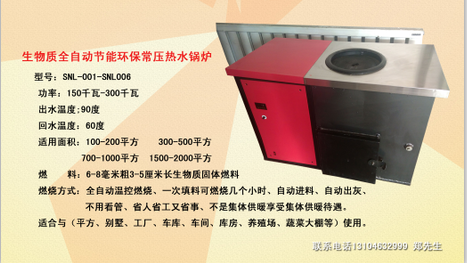 生物质全自动节能环保常压热水锅炉
型号：SNL-001-SNL006
功率：150千瓦-300千瓦
出水温度;90度
回水温度：60度
适用面积：100-200平方 300-500平方
700-1000平方 1500-2000平方
燃 料：6-8毫米粗3-5厘米长生物质固体燃料
燃烧方式：全自动温控燃烧、一次填料可燃烧几个小时、自动进料、自动出灰、
不用看管、省人省工又省事、不是集体供暖享受集体供暖待遇。
适合与（平方、别墅、工厂、车库、车间、库房、养殖场、蔬菜大棚等）使用。
联系电话13104632999 郑先生